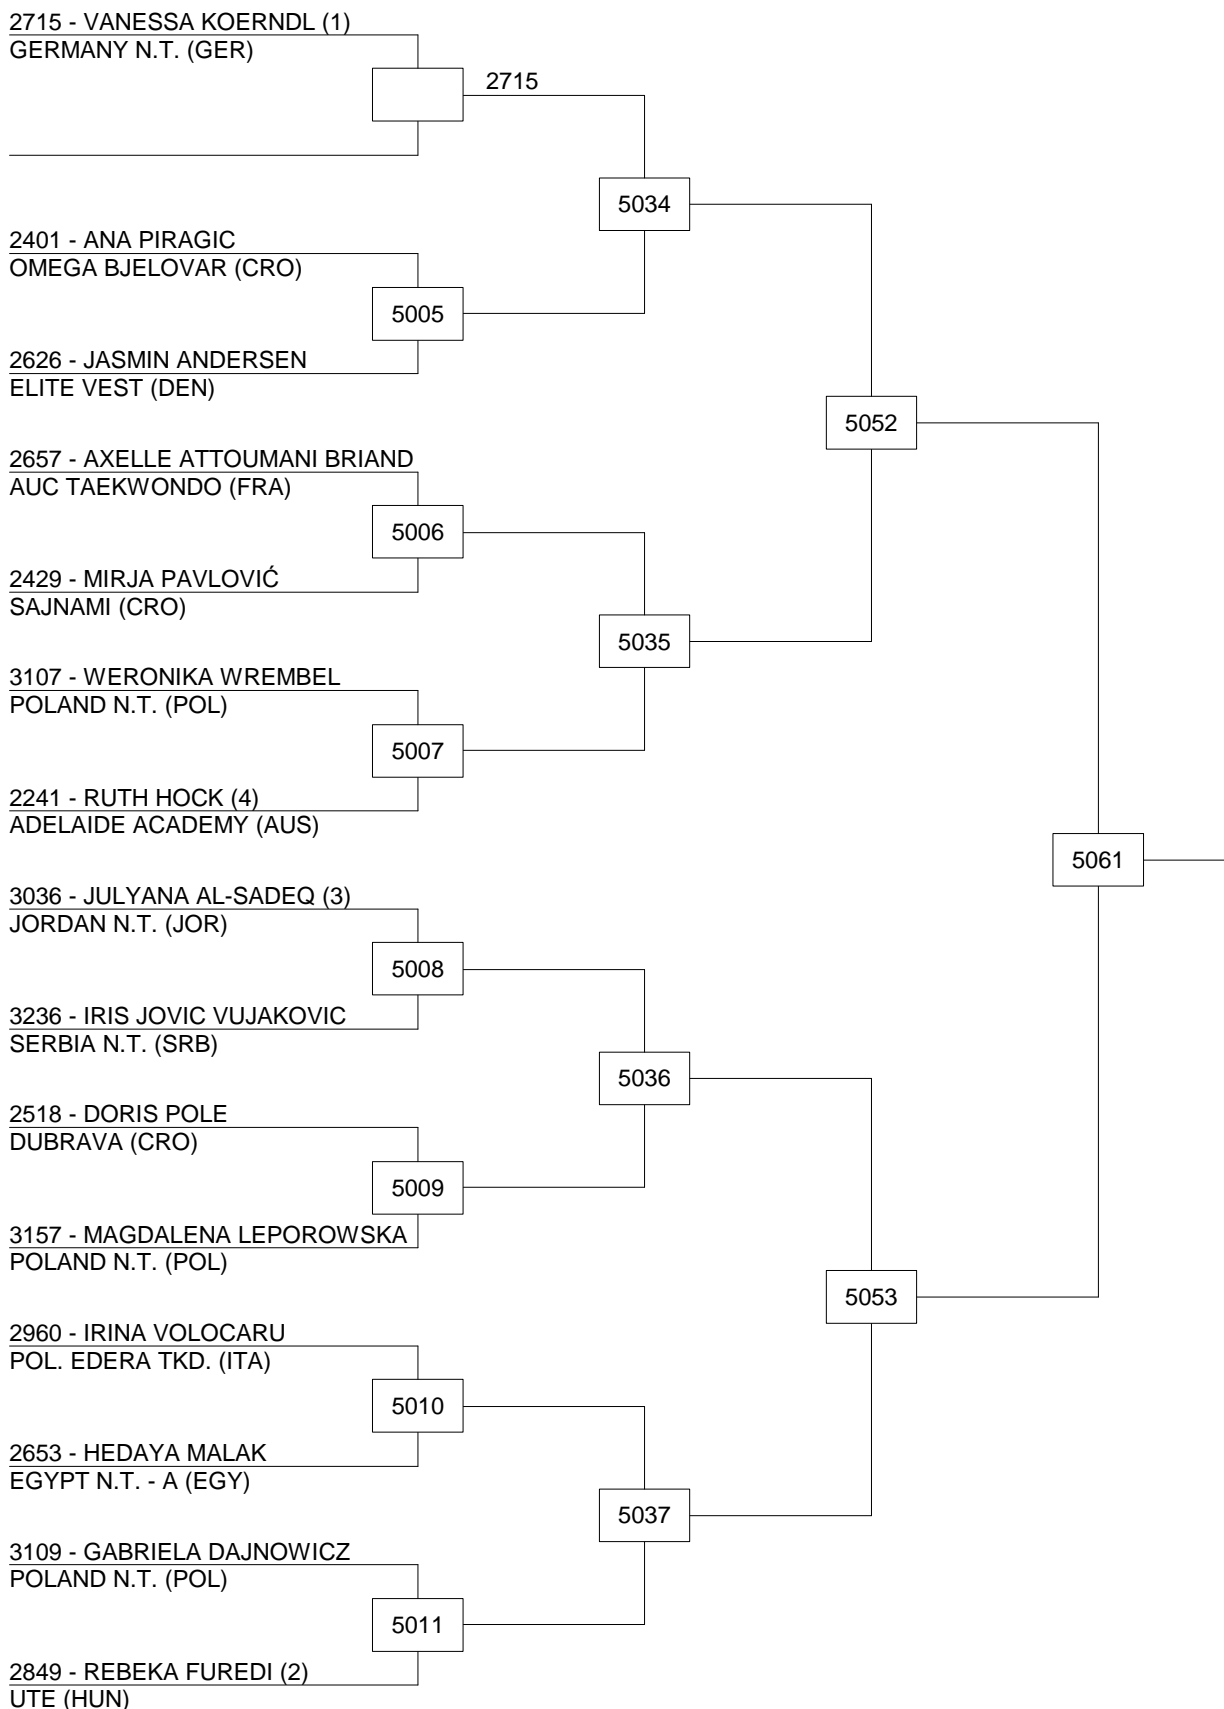 2715 - VANESSA KOERNDL (1)
GERMANY N.T. (GER)
2715
5034
2401 - ANA PIRAGIC
OMEGA BJELOVAR (CRO)
5005
2626 - JASMIN ANDERSEN
ELITE VEST (DEN)
5052
2657 - AXELLE ATTOUMANI BRIAND
AUC TAEKWONDO (FRA)
5006
2429 - MIRJA PAVLOVIĆ
SAJNAMI (CRO)
5035
3107 - WERONIKA WREMBEL
POLAND N.T. (POL)
5007
2241 - RUTH HOCK (4)
ADELAIDE ACADEMY (AUS)
5061
3036 - JULYANA AL-SADEQ (3)
JORDAN N.T. (JOR)
5008
3236 - IRIS JOVIC VUJAKOVIC
SERBIA N.T. (SRB)
5036
2518 - DORIS POLE
DUBRAVA (CRO)
5009
3157 - MAGDALENA LEPOROWSKA
POLAND N.T. (POL)
5053
2960 - IRINA VOLOCARU
POL. EDERA TKD. (ITA)
5010
2653 - HEDAYA MALAK
EGYPT N.T. - A (EGY)
5037
3109 - GABRIELA DAJNOWICZ
POLAND N.T. (POL)
5011
2849 - REBEKA FUREDI (2)
UTE (HUN)